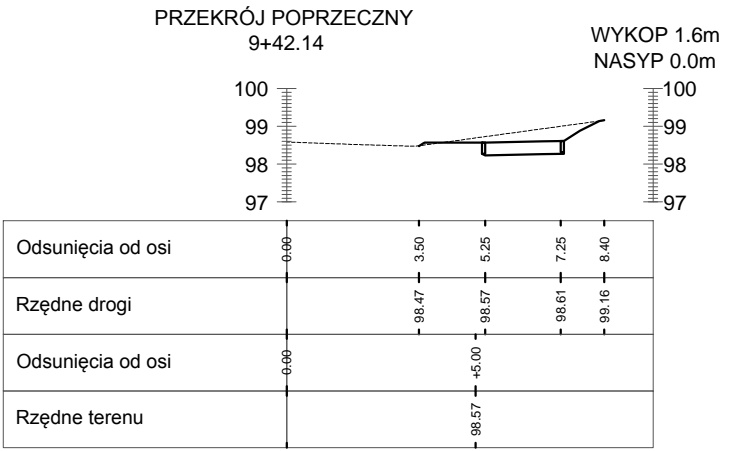 PRZEKRÓJ POPRZECZNY
9+42.14
WYKOP 1.6m
NASYP 0.0m
100 100
99 99
98 98
97 97
Odsunięcia od osi 0.00 3.50 5.25 7.25 8.40
Rzędne drogi 98.47 98.57 98.61 99.16
Odsunięcia od osi 0.00 +5.00
Rzędne terenu 98.57